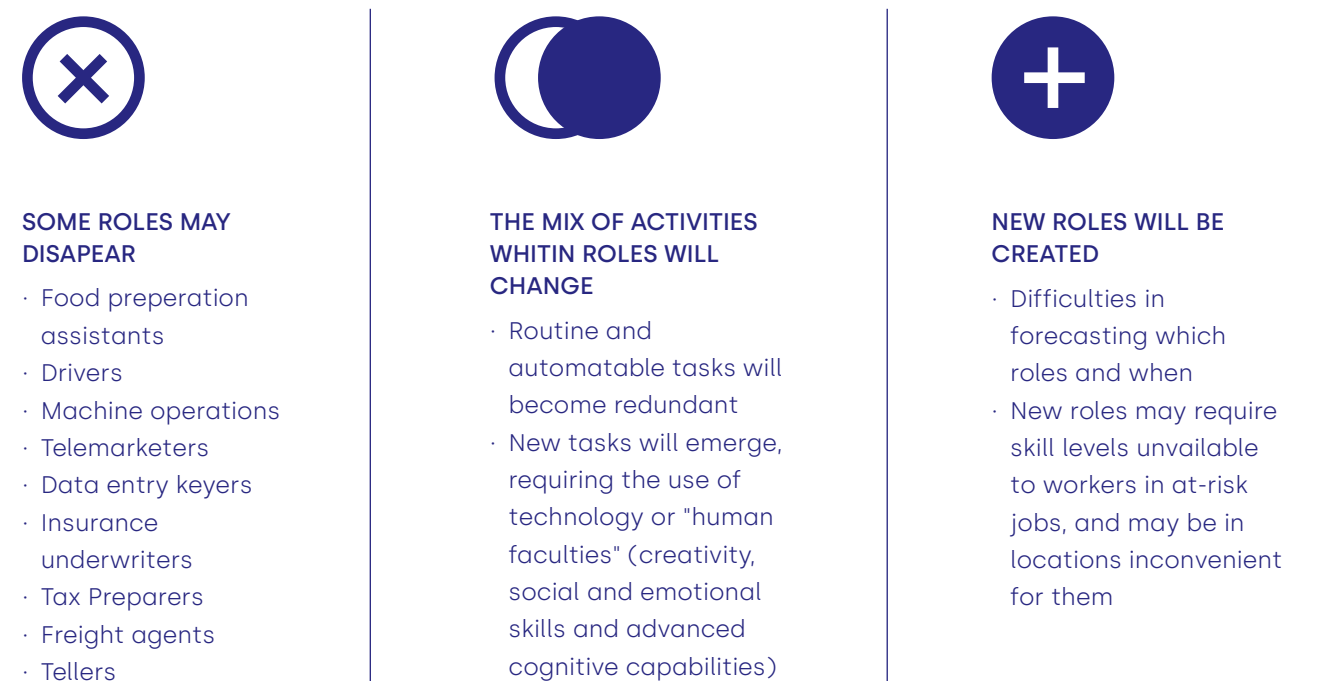 SOME ROLES MAY
DISAPEAR
· Food preperation
assistants
· Drivers
· Machine operations
· Telemarketers
· Data entry keyers
· Insurance
underwriters
· Tax Preparers
· Freight agents
· Tellers
THE MIX OF ACTIVITIES
WHITIN ROLES WILL
CHANGE
· Routine and
automatable tasks will
become redundant
· New tasks will emerge,
requiring the use of
technology or "human
faculties" (creativity,
social and emotional
skills and advanced
cognitive capabilities)
NEW ROLES WILL BE
CREATED
· Difficulties in
forecasting which
roles and when
· New roles may require
skill levels unvailable
to workers in at-risk
jobs, and may be in
locations inconvenient
for them